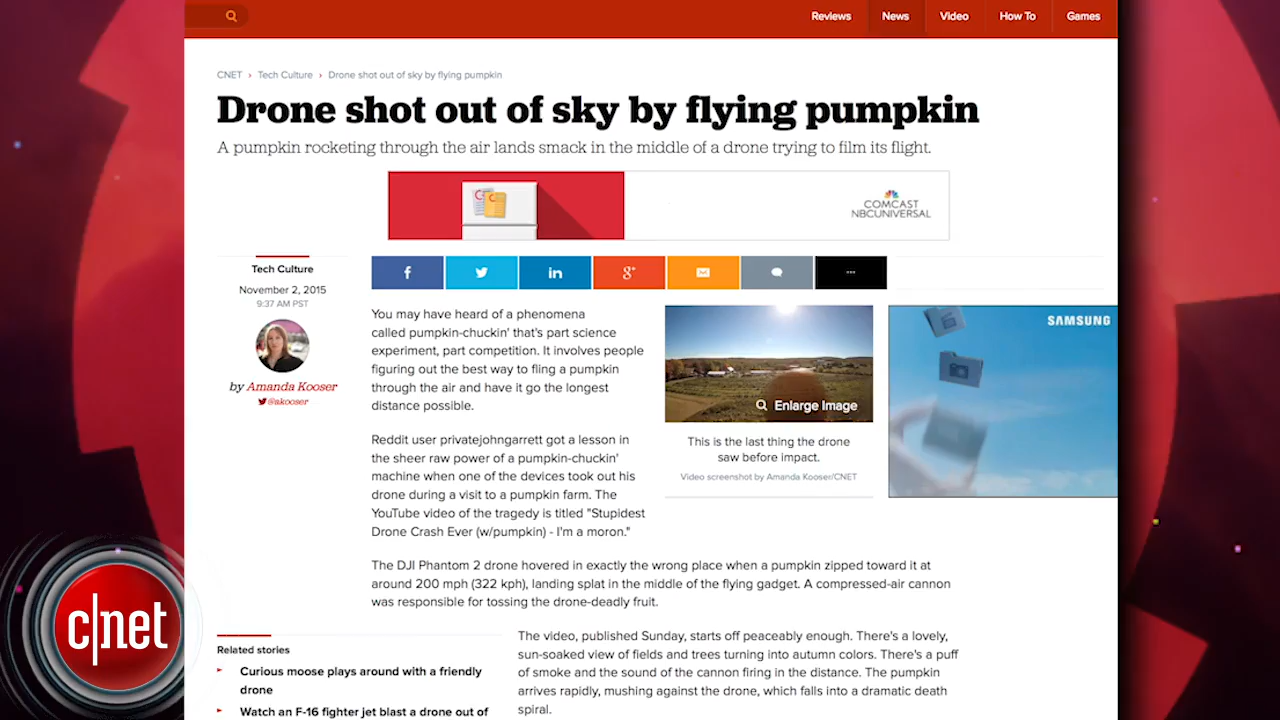 Reviews
News
Video
How To
Games
CNET › Tech Culture › Drone shot out of sky by flying pumpkin
Drone shot out of sky by flying pumpkin
A pumpkin rocketing through the air lands smack in the middle of a drone trying to film its flight.
COMCAST
NBCUNIVERSAL
Tech Culture
November 2, 2015
9:37 AM PST
by Amanda Kooser
@akooser
f
in
g+
...
You may have heard of a phenomena
called pumpkin-chuckin' that's part science
experiment, part competition. It involves people
figuring out the best way to fling a pumpkin
through the air and have it go the longest
distance possible.
Enlarge Image
This is the last thing the drone
saw before impact.
Video screenshot by Amanda Kooser/CNET
SAMSUNG
Reddit user privatejohngarrett got a lesson in
the sheer raw power of a pumpkin-chuckin'
machine when one of the devices took out his
drone during a visit to a pumpkin farm. The
YouTube video of the tragedy is titled "Stupidest
Drone Crash Ever (w/pumpkin) - I'm a moron."
The DJI Phantom 2 drone hovered in exactly the wrong place when a pumpkin zipped toward it at
around 200 mph (322 kph), landing splat in the middle of the flying gadget. A compressed-air cannon
was responsible for tossing the drone-deadly fruit.
Related stories
Curious moose plays around with a friendly
drone
Watch an F-16 fighter jet blast a drone out of
The video, published Sunday, starts off peaceably enough. There's a lovely,
sun-soaked view of fields and trees turning into autumn colors. There's a puff
of smoke and the sound of the cannon firing in the distance. The pumpkin
arrives rapidly, mushing against the drone, which falls into a dramatic death
spiral.
c|net